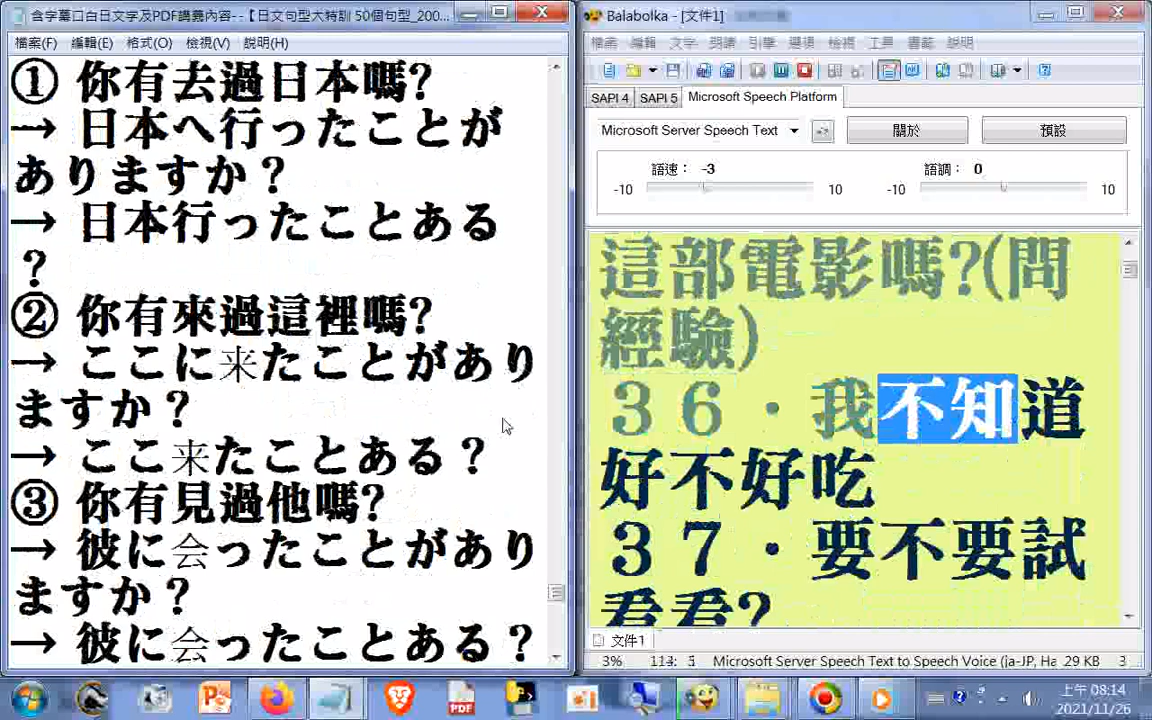 含字幕口白日文字及PDF講義內容--【日文句型大特訓 50個句型_200...
檔案(F) 編輯(E) 格式(O) 檢視(V) 說明(H)
① 你有去過日本嗎?
→ 日本へ行ったことが
ありますか？
→ 日本行ったことある
？
② 你有來過這裡嗎?
→ ここに来たことがあり
ますか？
→ ここ来たことある？
③ 你有見過他嗎?
→ 彼に会ったことがあり
ますか？
→ 彼に会ったことある？
Balabolka - [文件1]
檔案 編輯 文字 朗讀 引擎 選項 檢視 工具 書籤 說明
SAPI 4 SAPI 5 Microsoft Speech Platform
Microsoft Server Speech Text 關於 預設
語速： -3 語調： 0
-10 10 -10 10
這部電影嗎?(問
經驗)
３６・我不知道
好不好吃
３７・要不要試
看看?
文件1
3% 114: 5 Microsoft Server Speech Text to Speech Voice (ja-JP, Ha 29 KB 3
PDF
上午 08:14
2021/11/26